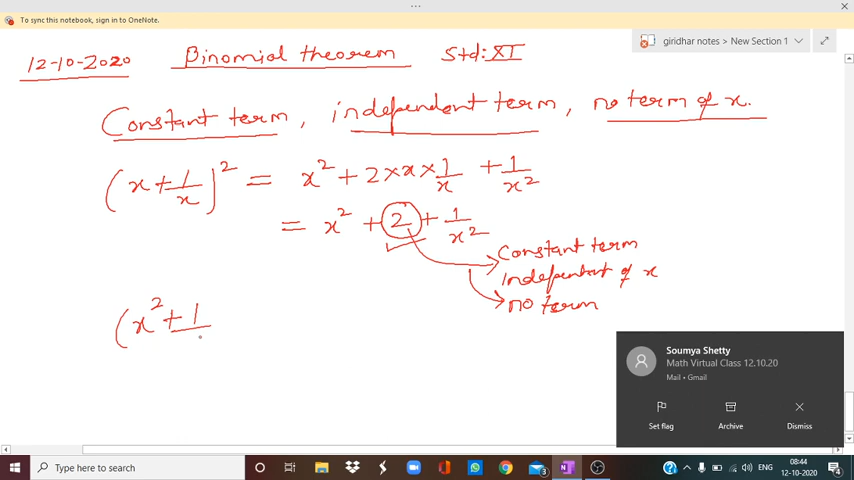 To sync this notebook, sign in to OneNote.
giridhar notes > New Section 1
12-10-2020 Binomial theorem Std: XI
Constant term, independent term, no term of x.
(x + 1/x)² = x² + 2 × x × 1/x + 1/x²
= x² + 2 + 1/x²
Constant term
Independent of x
no term
(x² + 1
Soumya Shetty
Math Virtual Class 12.10.20
Mail • Gmail
Set flag Archive Dismiss
Type here to search
ENG
08:44
12-10-2020
3
4